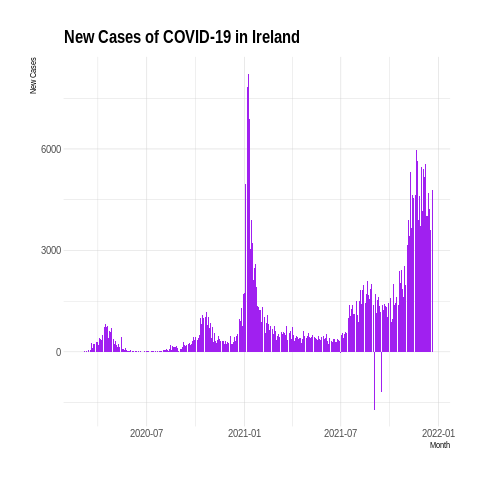 New Cases of COVID-19 in Ireland
New Cases
6000
3000
0
2020-07
2021-01
2021-07
2022-01
Month